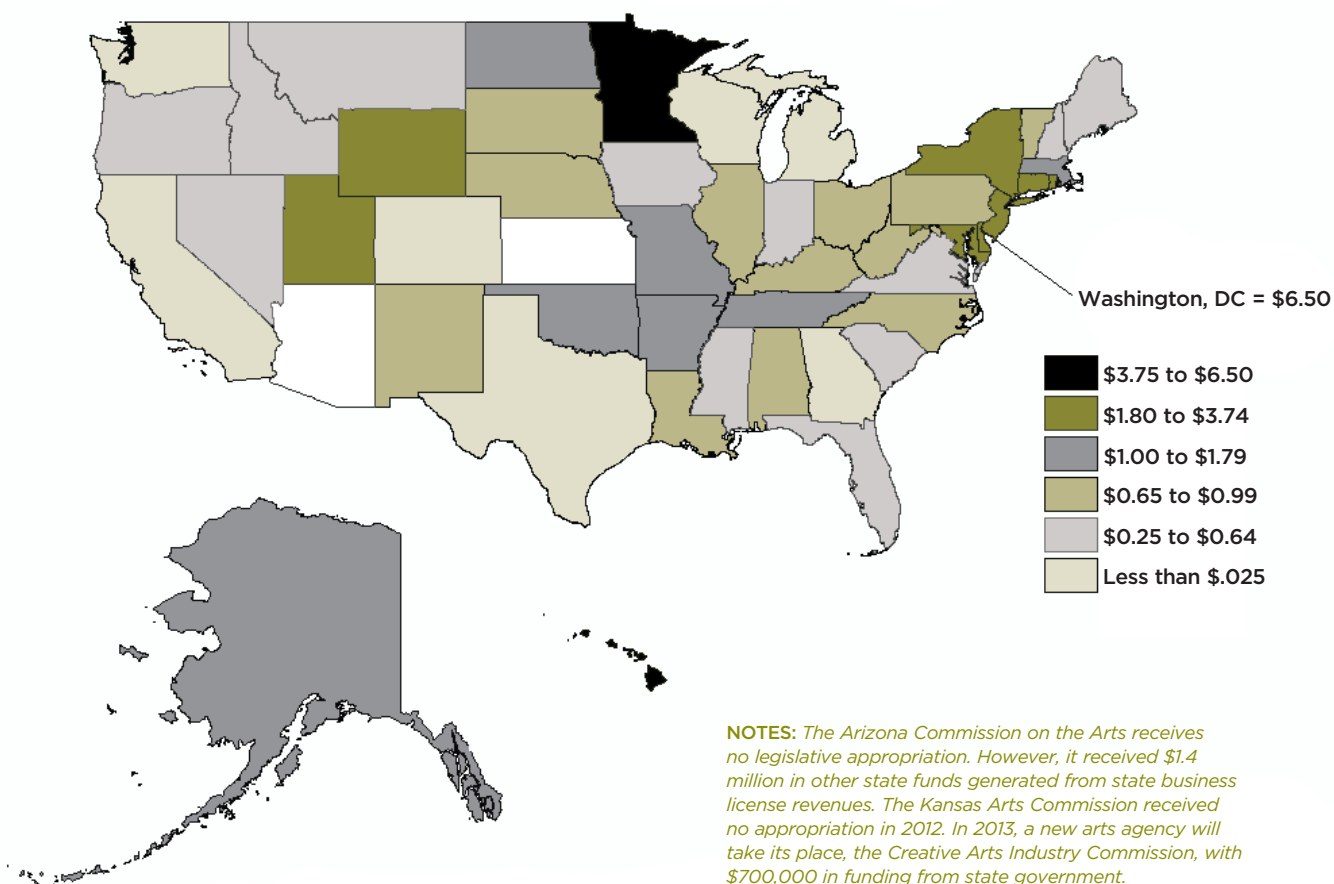 Washington, DC = $6.50
$3.75 to $6.50
$1.80 to $3.74
$1.00 to $1.79
$0.65 to $0.99
$0.25 to $0.64
Less than $.025
NOTES: The Arizona Commission on the Arts receives
no legislative appropriation. However, it received $1.4
million in other state funds generated from state business
license revenues. The Kansas Arts Commission received
no appropriation in 2012. In 2013, a new arts agency will
take its place, the Creative Arts Industry Commission, with
$700,000 in funding from state government.